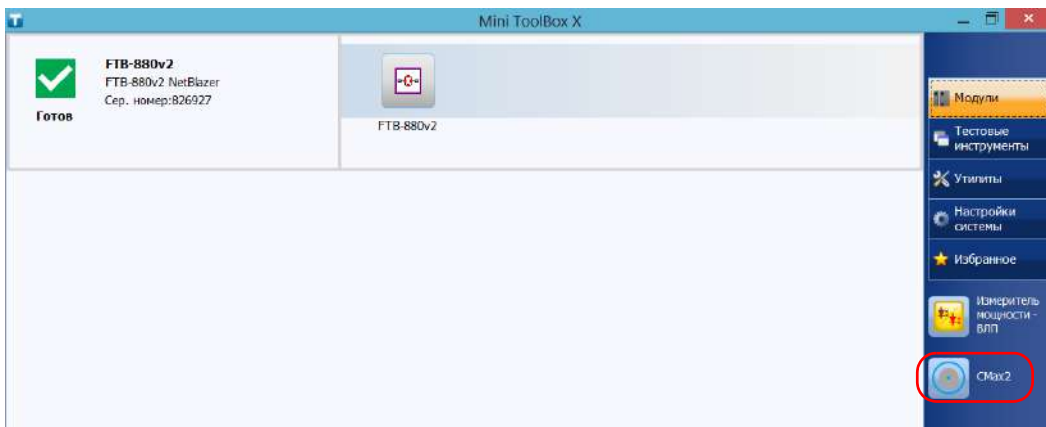 Mini ToolBox X
FTB-880v2
FTB-880v2 NetBlazer
Сер. номер:826927
Готов
FTB-880v2
Модули
Тестовые
инструменты
Утилиты
Настройки
системы
Избранное
Измеритель
мощности -
ВЛП
CMax2